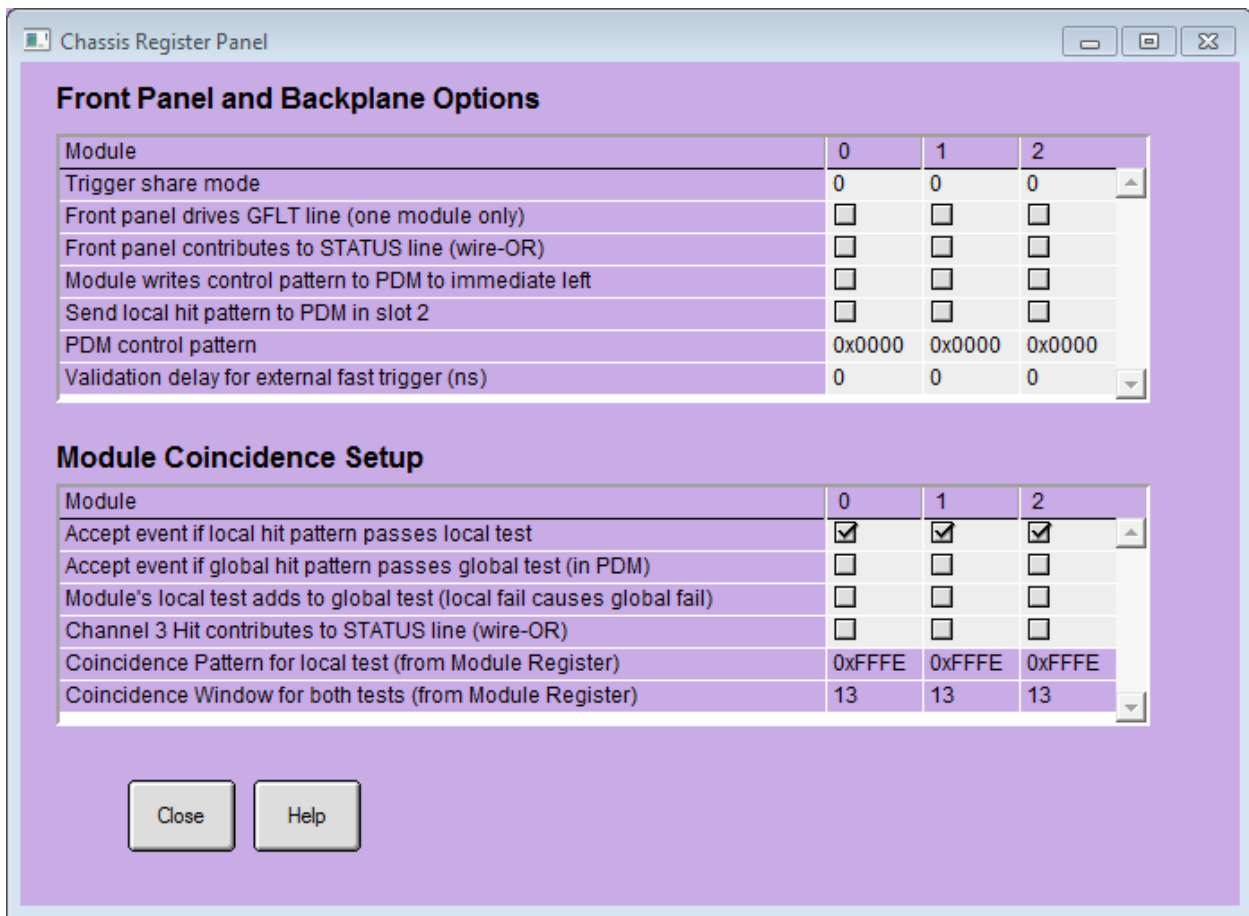 Chassis Register Panel
Front Panel and Backplane Options
Module 0 1 2
Trigger share mode 0 0 0
Front panel drives GFLT line (one module only)
Front panel contributes to STATUS line (wire-OR)
Module writes control pattern to PDM to immediate left
Send local hit pattern to PDM in slot 2
PDM control pattern 0x0000 0x0000 0x0000
Validation delay for external fast trigger (ns) 0 0 0
Module Coincidence Setup
Module 0 1 2
Accept event if local hit pattern passes local test
Accept event if global hit pattern passes global test (in PDM)
Module's local test adds to global test (local fail causes global fail)
Channel 3 Hit contributes to STATUS line (wire-OR)
Coincidence Pattern for local test (from Module Register) 0xFFFE 0xFFFE 0xFFFE
Coincidence Window for both tests (from Module Register) 13 13 13
Close Help